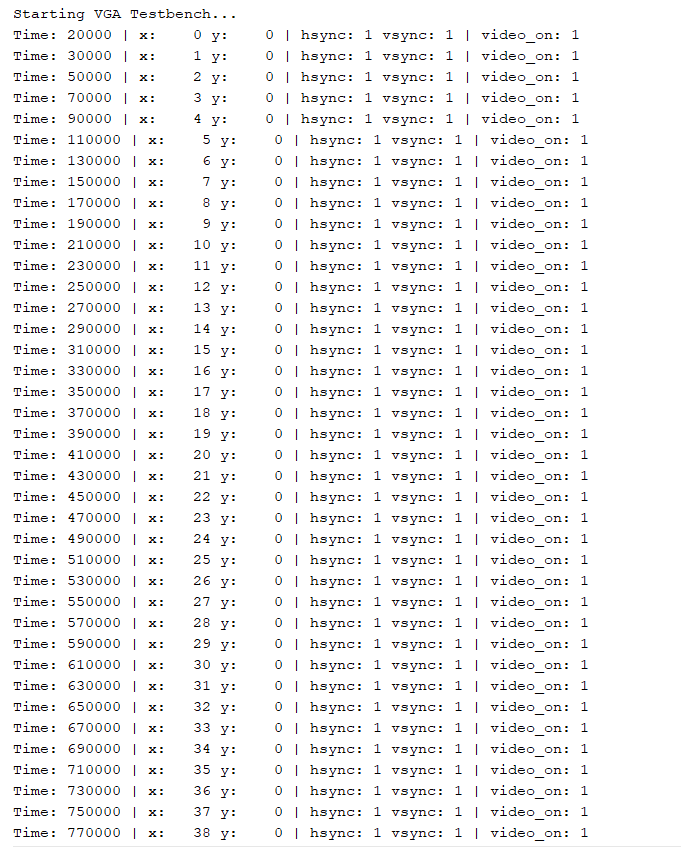 Starting VGA Testbench...
Time: 20000 | x:    0 y:    0 | hsync: 1 vsync: 1 | video_on: 1
Time: 30000 | x:    1 y:    0 | hsync: 1 vsync: 1 | video_on: 1
Time: 50000 | x:    2 y:    0 | hsync: 1 vsync: 1 | video_on: 1
Time: 70000 | x:    3 y:    0 | hsync: 1 vsync: 1 | video_on: 1
Time: 90000 | x:    4 y:    0 | hsync: 1 vsync: 1 | video_on: 1
Time: 110000 | x:    5 y:    0 | hsync: 1 vsync: 1 | video_on: 1
Time: 130000 | x:    6 y:    0 | hsync: 1 vsync: 1 | video_on: 1
Time: 150000 | x:    7 y:    0 | hsync: 1 vsync: 1 | video_on: 1
Time: 170000 | x:    8 y:    0 | hsync: 1 vsync: 1 | video_on: 1
Time: 190000 | x:    9 y:    0 | hsync: 1 vsync: 1 | video_on: 1
Time: 210000 | x:   10 y:    0 | hsync: 1 vsync: 1 | video_on: 1
Time: 230000 | x:   11 y:    0 | hsync: 1 vsync: 1 | video_on: 1
Time: 250000 | x:   12 y:    0 | hsync: 1 vsync: 1 | video_on: 1
Time: 270000 | x:   13 y:    0 | hsync: 1 vsync: 1 | video_on: 1
Time: 290000 | x:   14 y:    0 | hsync: 1 vsync: 1 | video_on: 1
Time: 310000 | x:   15 y:    0 | hsync: 1 vsync: 1 | video_on: 1
Time: 330000 | x:   16 y:    0 | hsync: 1 vsync: 1 | video_on: 1
Time: 350000 | x:   17 y:    0 | hsync: 1 vsync: 1 | video_on: 1
Time: 370000 | x:   18 y:    0 | hsync: 1 vsync: 1 | video_on: 1
Time: 390000 | x:   19 y:    0 | hsync: 1 vsync: 1 | video_on: 1
Time: 410000 | x:   20 y:    0 | hsync: 1 vsync: 1 | video_on: 1
Time: 430000 | x:   21 y:    0 | hsync: 1 vsync: 1 | video_on: 1
Time: 450000 | x:   22 y:    0 | hsync: 1 vsync: 1 | video_on: 1
Time: 470000 | x:   23 y:    0 | hsync: 1 vsync: 1 | video_on: 1
Time: 490000 | x:   24 y:    0 | hsync: 1 vsync: 1 | video_on: 1
Time: 510000 | x:   25 y:    0 | hsync: 1 vsync: 1 | video_on: 1
Time: 530000 | x:   26 y:    0 | hsync: 1 vsync: 1 | video_on: 1
Time: 550000 | x:   27 y:    0 | hsync: 1 vsync: 1 | video_on: 1
Time: 570000 | x:   28 y:    0 | hsync: 1 vsync: 1 | video_on: 1
Time: 590000 | x:   29 y:    0 | hsync: 1 vsync: 1 | video_on: 1
Time: 610000 | x:   30 y:    0 | hsync: 1 vsync: 1 | video_on: 1
Time: 630000 | x:   31 y:    0 | hsync: 1 vsync: 1 | video_on: 1
Time: 650000 | x:   32 y:    0 | hsync: 1 vsync: 1 | video_on: 1
Time: 670000 | x:   33 y:    0 | hsync: 1 vsync: 1 | video_on: 1
Time: 690000 | x:   34 y:    0 | hsync: 1 vsync: 1 | video_on: 1
Time: 710000 | x:   35 y:    0 | hsync: 1 vsync: 1 | video_on: 1
Time: 730000 | x:   36 y:    0 | hsync: 1 vsync: 1 | video_on: 1
Time: 750000 | x:   37 y:    0 | hsync: 1 vsync: 1 | video_on: 1
Time: 770000 | x:   38 y:    0 | hsync: 1 vsync: 1 | video_on: 1